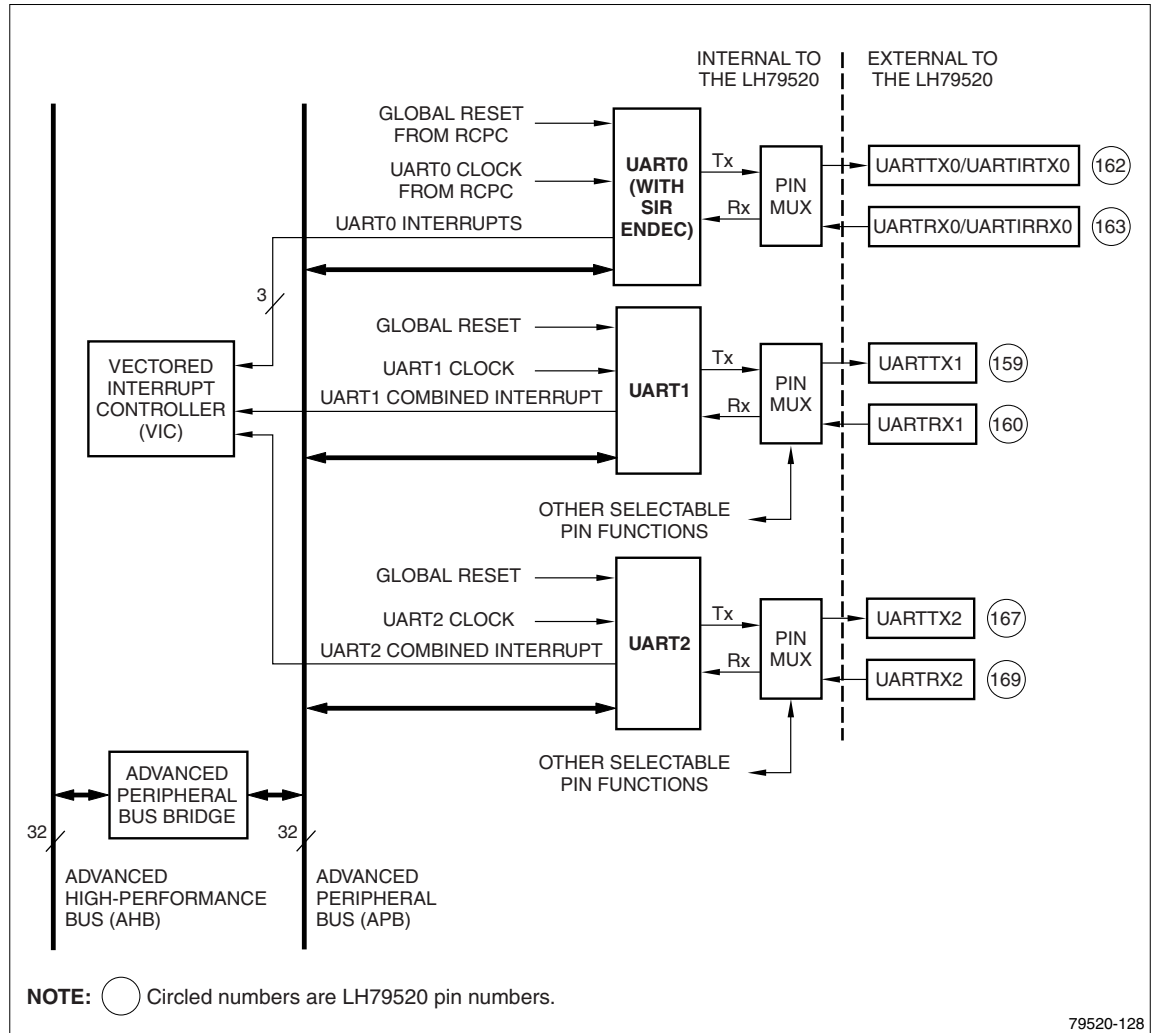 INTERNAL TO
THE LH79520
EXTERNAL TO
THE LH79520
GLOBAL RESET
FROM RCPC
UART0 CLOCK
FROM RCPC
UART0 INTERRUPTS
3
UART0
(WITH
SIR
ENDEC)
Tx
Rx
PIN
MUX
UARTTX0/UARTIRTX0
162
UARTRX0/UARTIRRX0
163
GLOBAL RESET
UART1 CLOCK
UART1 COMBINED INTERRUPT
UART1
Tx
Rx
PIN
MUX
UARTTX1
159
UARTRX1
160
VECTORED
INTERRUPT
CONTROLLER
(VIC)
OTHER SELECTABLE
PIN FUNCTIONS
GLOBAL RESET
UART2 CLOCK
UART2 COMBINED INTERRUPT
UART2
Tx
Rx
PIN
MUX
UARTTX2
167
UARTRX2
169
OTHER SELECTABLE
PIN FUNCTIONS
ADVANCED
PERIPHERAL
BUS BRIDGE
32
32
ADVANCED
HIGH-PERFORMANCE
BUS (AHB)
ADVANCED
PERIPHERAL
BUS (APB)
NOTE: Circled numbers are LH79520 pin numbers.
79520-128